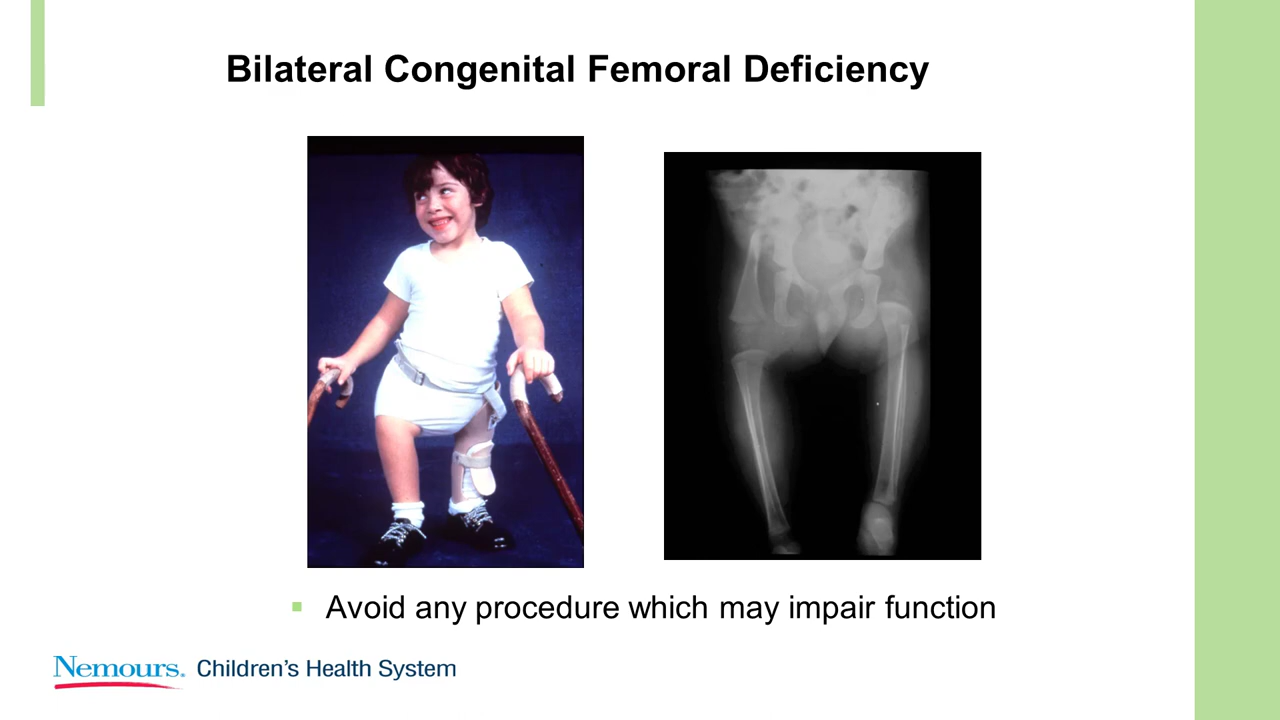 Bilateral Congenital Femoral Deficiency
Avoid any procedure which may impair function
Nemours. Children's Health System